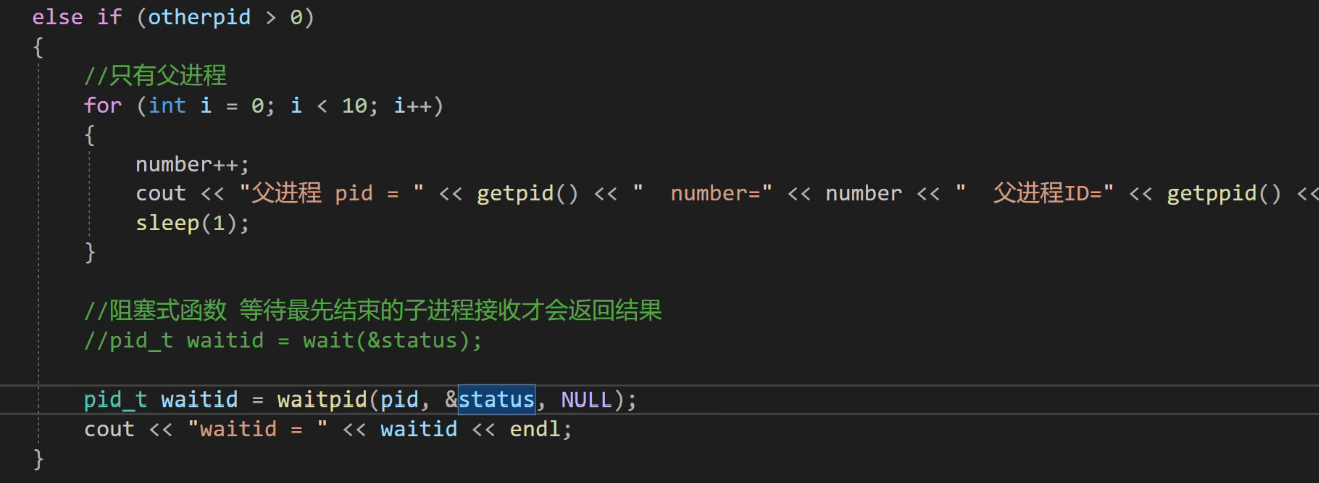 else if (otherpid > 0)
{
//只有父进程
for (int i = 0; i < 10; i++)
{
number++;
cout << "父进程 pid = " << getpid() << "  number=" << number << "  父进程ID=" << getppid() <<
sleep(1);
}
//阻塞式函数 等待最先结束的子进程接收才会返回结果
//pid_t waitid = wait(&status);
pid_t waitid = waitpid(pid, &status, NULL);
cout << "waitid = " << waitid << endl;
}